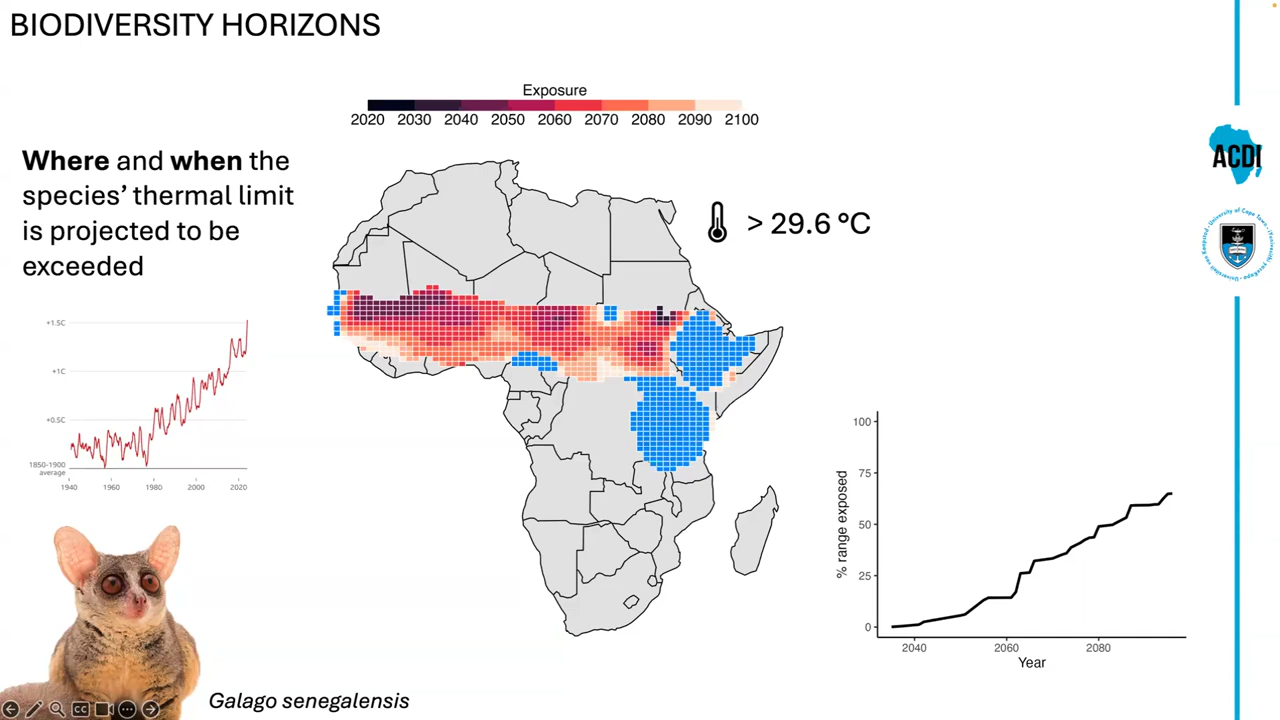 BIODIVERSITY HORIZONS
Exposure
2020 2030 2040 2050 2060 2070 2080 2090 2100
Where and when the
species’ thermal limit
is projected to be
exceeded
> 29.6 ºC
ACDI
+1.5C
+1C
+0.5C
1850-1900
average
1940 1960 1980 2000 2020
% range exposed
100
75
50
25
0
2040 2060 2080
Year
Galago senegalensis
CC